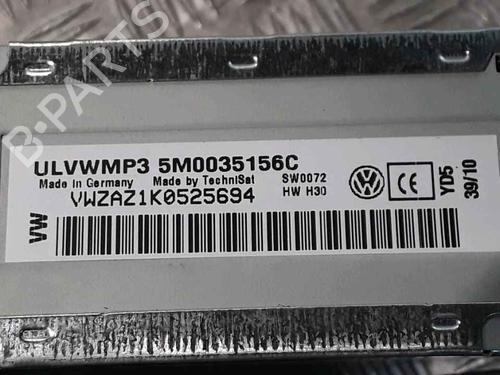 B-PARTS
ULVWMP3 5M0035156C
Made in Germany Made by TechniSat SW0072
HW H30
VWZAZ1K0525694
VW
CE
YD5
39/10